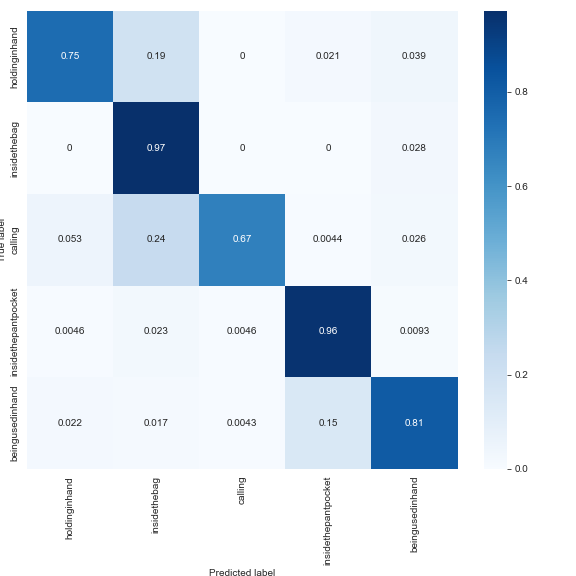 holdinginhand
0.75 0.19 0 0.021 0.039
insidethebag
0 0.97 0 0 0.028
True label
calling
0.053 0.24 0.67 0.0044 0.026
insidethepantpocket
0.0046 0.023 0.0046 0.96 0.0093
beingusedinhand
0.022 0.017 0.0043 0.15 0.81
holdinginhand insidethebag calling insidethepantpocket beingusedinhand
Predicted label
0.8
0.6
0.4
0.2
0.0